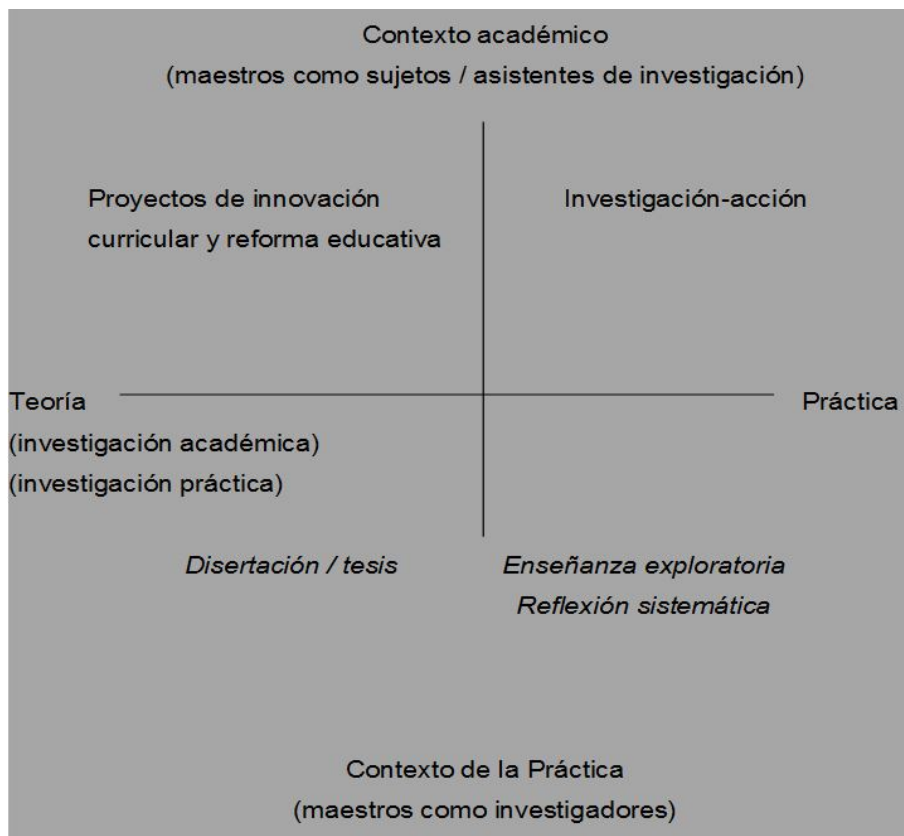 Contexto académico
(maestros como sujetos / asistentes de investigación)
Proyectos de innovación
curricular y reforma educativa
Investigación-acción
Teoría
Práctica
(investigación académica)
(investigación práctica)
Disertación / tesis
Enseñanza exploratoria
Reflexión sistemática
Contexto de la Práctica
(maestros como investigadores)